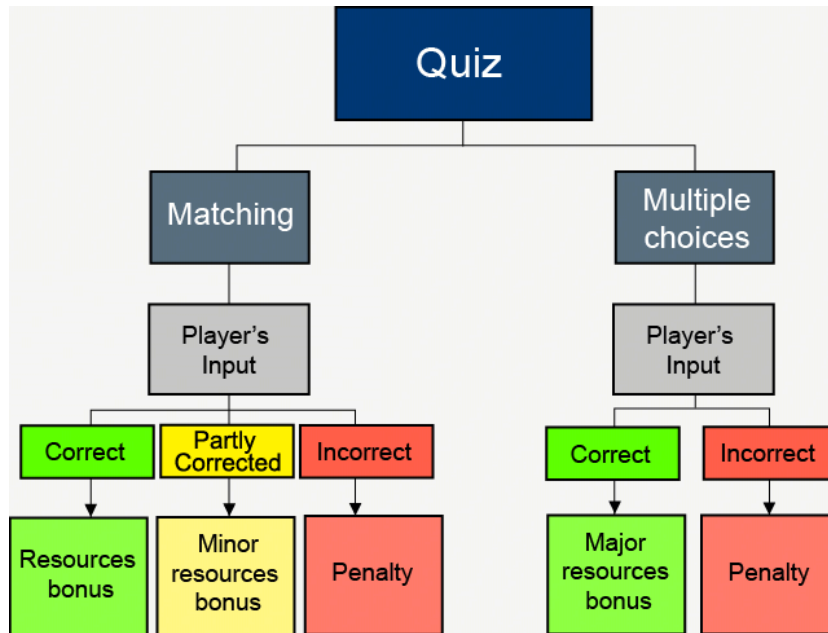 Quiz
Matching
Multiple
choices
Player's
Input
Player's
Input
Correct
Partly
Corrected
Incorrect
Correct
Incorrect
Resources
bonus
Minor
resources
bonus
Penalty
Major
resources
bonus
Penalty